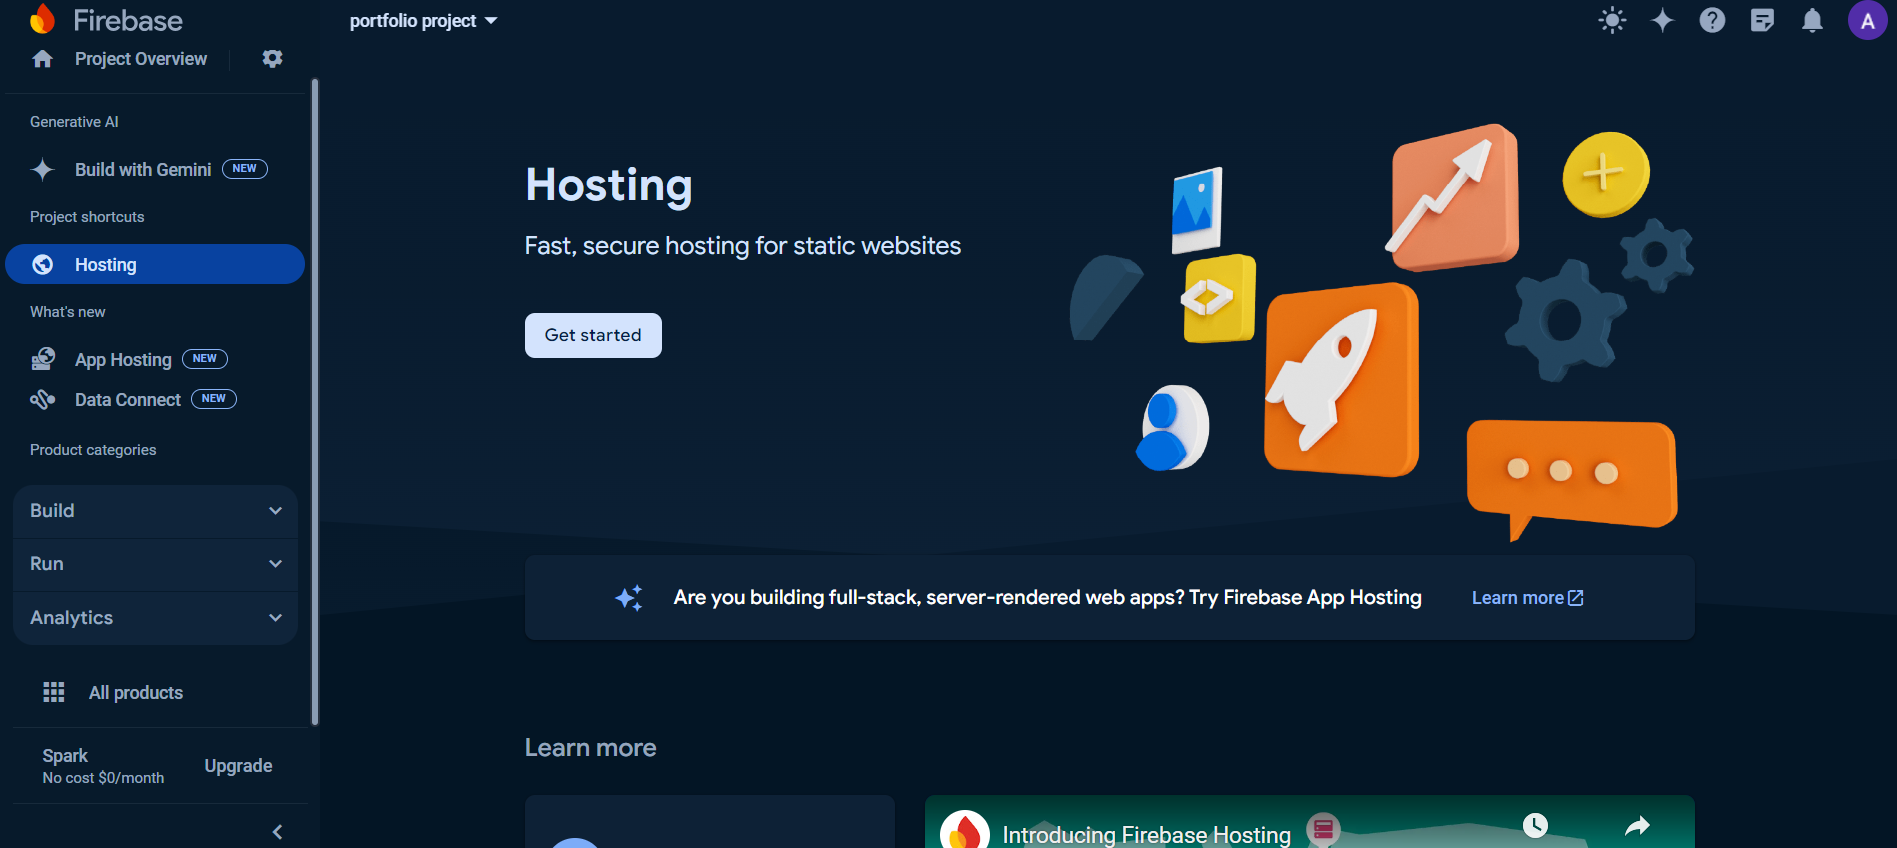 Firebase
portfolio project
A
Project Overview
Generative AI
Build with Gemini NEW
Project shortcuts
Hosting
What's new
App Hosting NEW
Data Connect NEW
Product categories
Build
Run
Analytics
All products
Spark
No cost $0/month
Upgrade
Hosting
Fast, secure hosting for static websites
Get started
Are you building full-stack, server-rendered web apps? Try Firebase App Hosting
Learn more
Learn more
Introducing Firebase Hosting